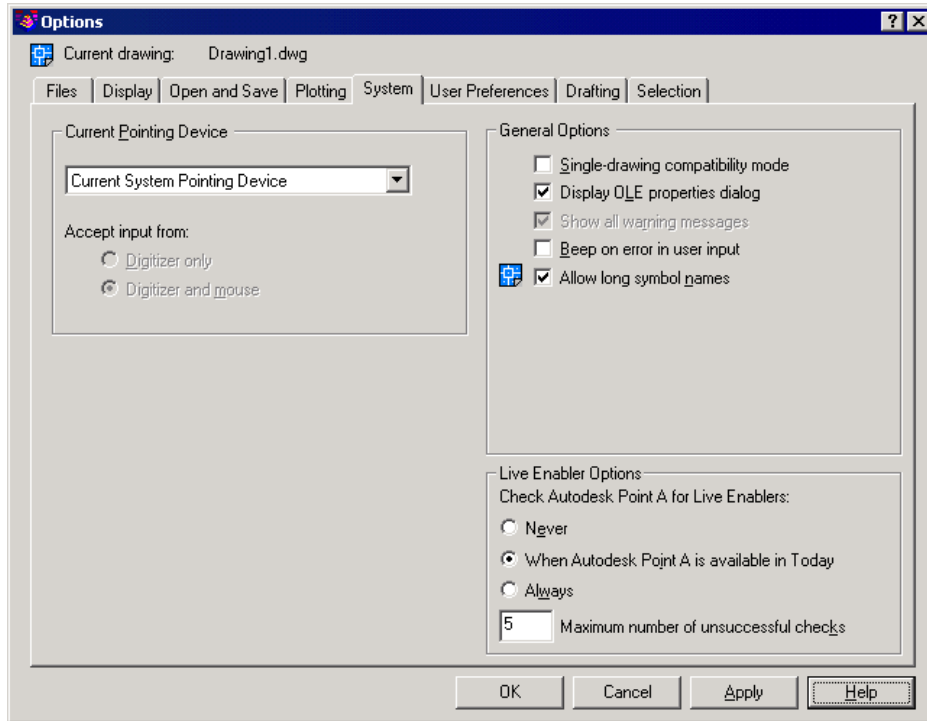 Options
Current drawing: Drawing1.dwg
Files Display Open and Save Plotting System User Preferences Drafting Selection
Current Pointing Device
Current System Pointing Device
Accept input from:
Digitizer only
Digitizer and mouse
General Options
Single-drawing compatibility mode
Display OLE properties dialog
Show all warning messages
Beep on error in user input
Allow long symbol names
Live Enabler Options
Check Autodesk Point A for Live Enablers:
Never
When Autodesk Point A is available in Today
Always
5 Maximum number of unsuccessful checks
OK Cancel Apply Help